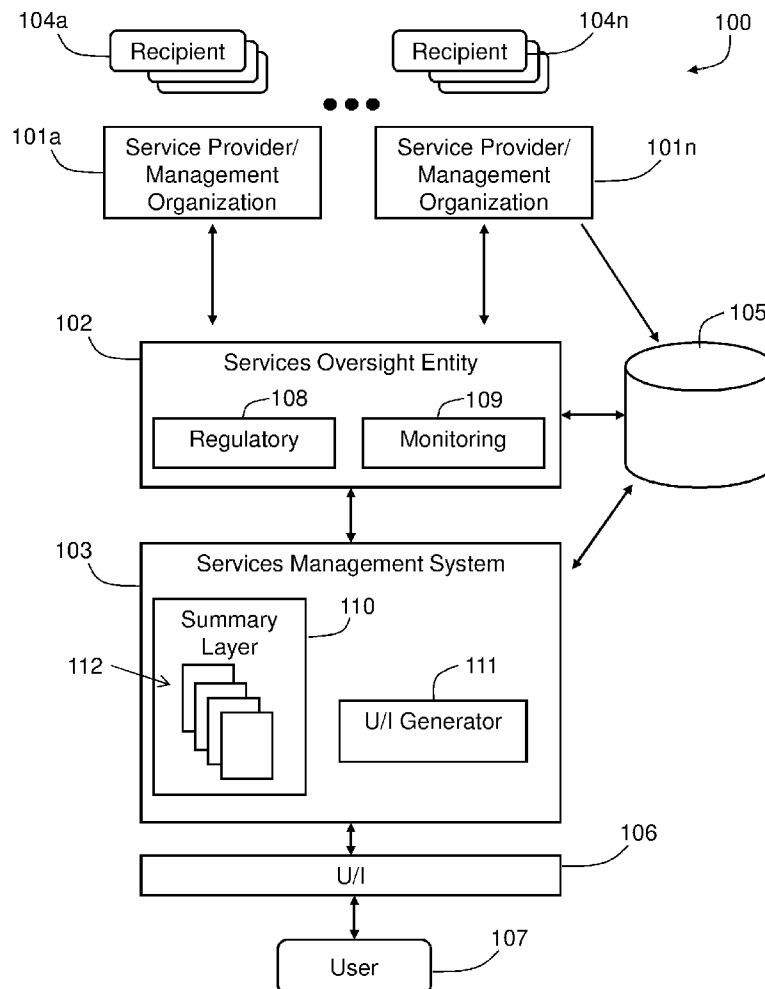 104a
Recipient
104n
Recipient
100
101a
Service Provider/
Management
Organization
Service Provider/
Management
Organization
101n
102
Services Oversight Entity
105
108
Regulatory
109
Monitoring
103
Services Management System
Summary
Layer
110
112
111
U/I Generator
106
U/I
107
User